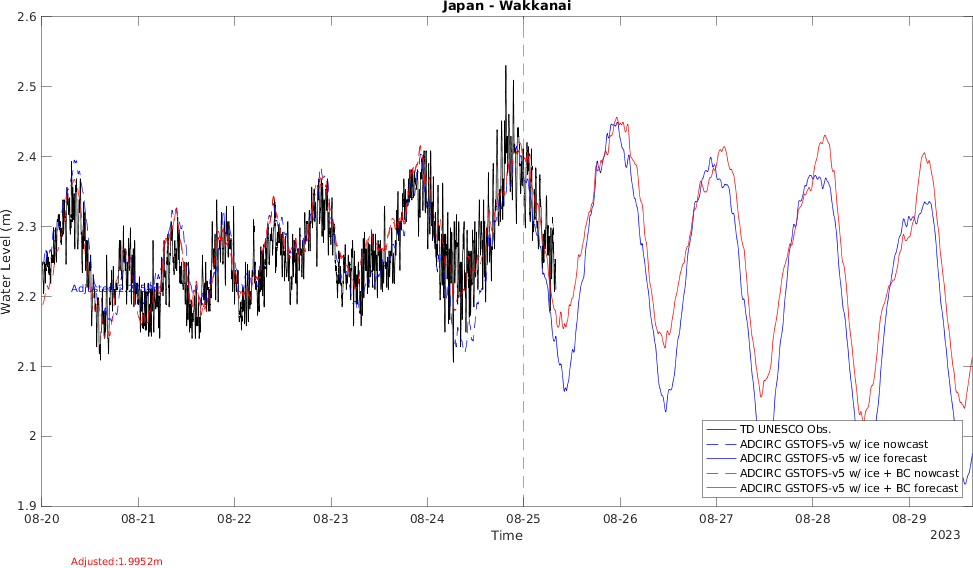 Japan - Wakkanai
2.6
2.5
2.4
2.3
2.2
2.1
2
1.9
Water Level (m)
TD UNESCO Obs.
ADCIRC GSTOFS-v5 w/ ice nowcast
ADCIRC GSTOFS-v5 w/ ice forecast
ADCIRC GSTOFS-v5 w/ ice + BC nowcast
ADCIRC GSTOFS-v5 w/ ice + BC forecast
08-20 08-21 08-22 08-23 08-24 08-25 08-26 08-27 08-28 08-29
Time
2023
Adjusted:1.9952m